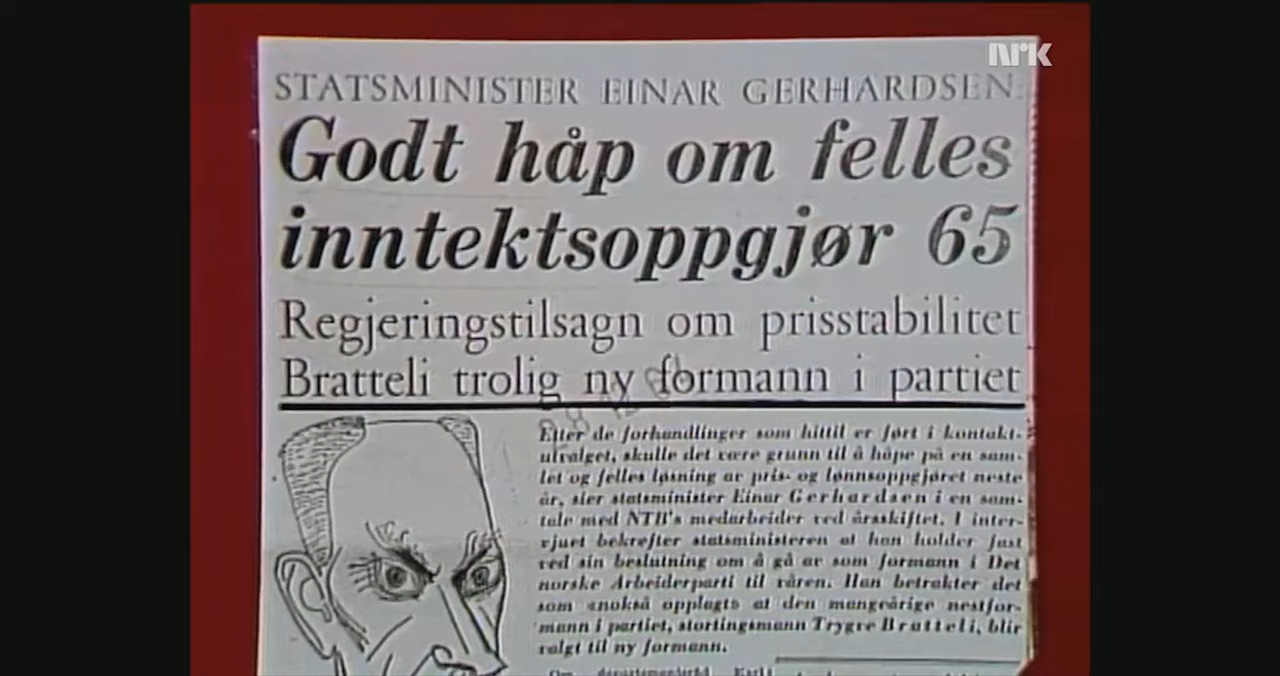 NRK
STATSMINISTER EINAR GERHARDSEN:
Godt håp om felles
inntektsoppgjør 65
Regjeringstilsagn om prisstabilitet
Bratteli trolig ny formann i partiet
Etter de forhandlinger som hittil er ført i kontakt-
utvalget, skulle det være grunn til å håpe på en sam-
let og felles løsning av pris- og lønnsoppgjøret neste
år, sier statsminister Einar Gerhardsen i en sam-
tale med NTB's medarbeider ved årsskiftet. I inter-
vjuet bekrefter statsministeren at han holder fast
ved sin beslutning om å gå av som formann i Det
norske Arbeiderparti til våren. Han betrakter det
som «nokså opplagt» at den mangeårige nestfor-
mann i partiet, stortingsmann Trygve Bratteli, blir
valgt til ny formann.